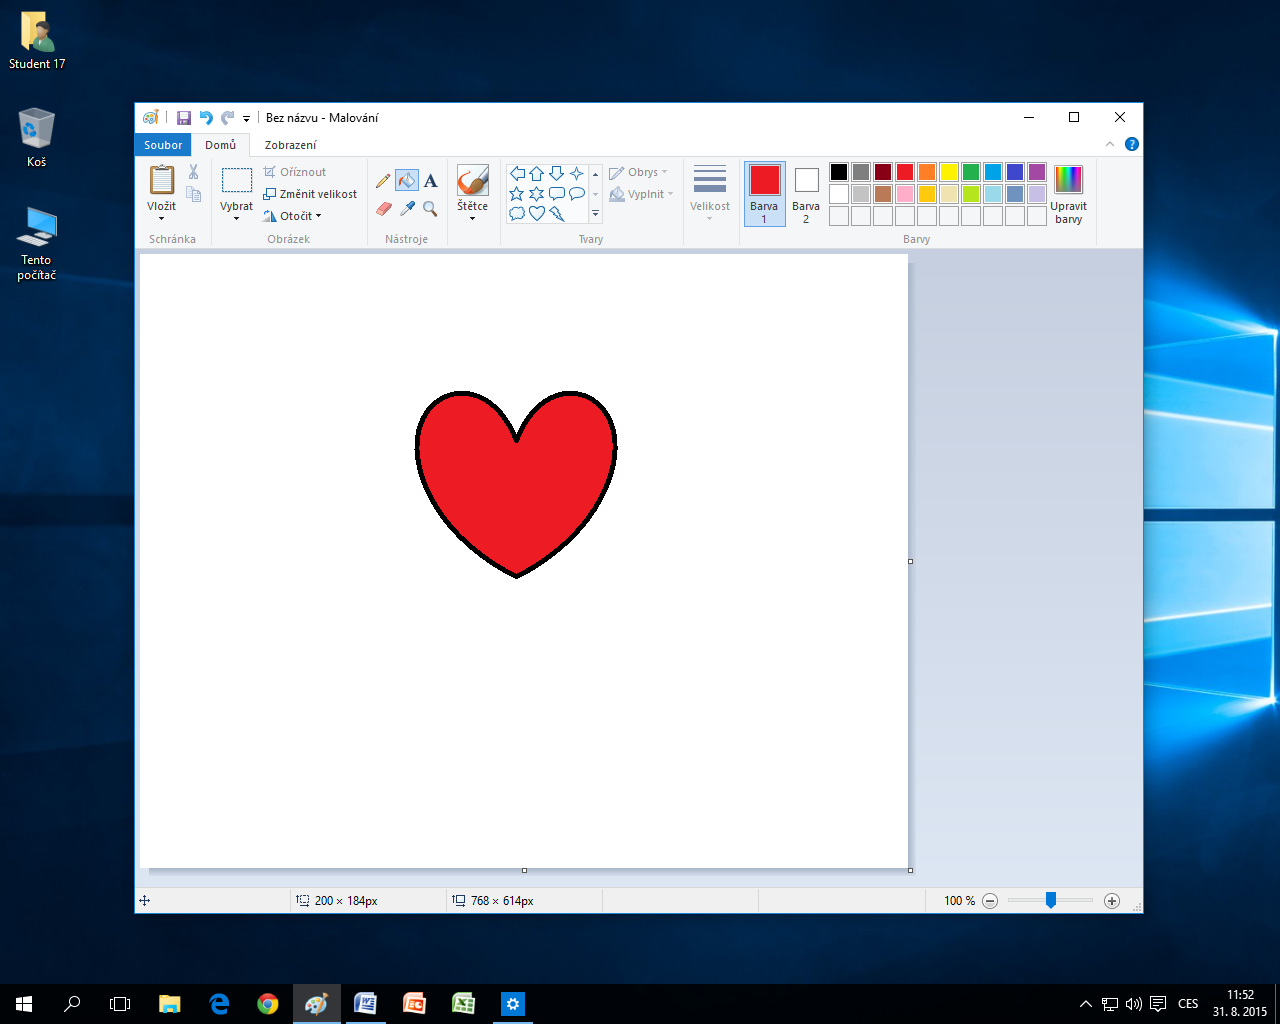 Student 17
Koš
Tento
počítač
Bez názvu - Malování
Soubor
Domů
Zobrazení
Vložit
Schránka
Vybrat
Oříznout
Změnit velikost
Otočit
Obrázek
A
Nástroje
Štětce
Obrys
Vyplnit
Tvary
Velikost
Barva
1
Barva
2
Upravit
barvy
Barvy
200 × 184px
768 × 614px
100 %
CES
11:52
31. 8. 2015